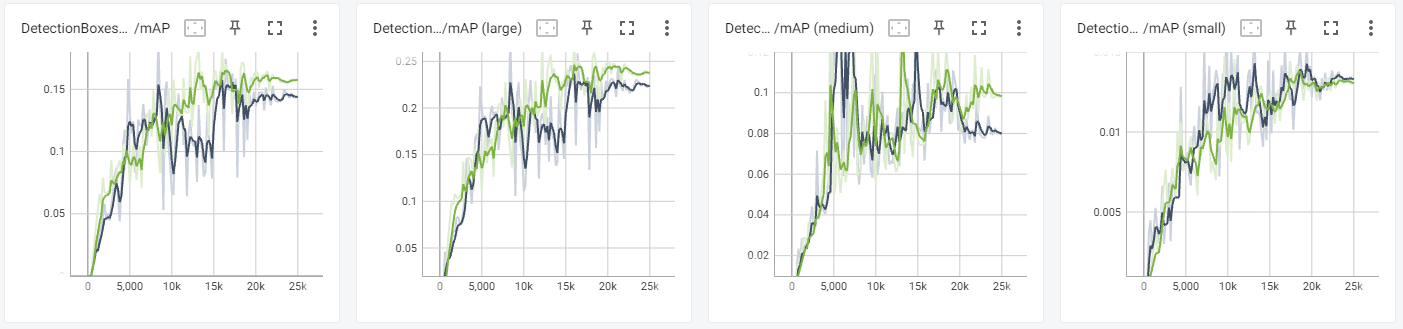 DetectionBoxes… /mAP
0.15
0.1
0.05
0 5,000 10k 15k 20k 25k
Detection…/mAP (large)
0.25
0.2
0.15
0.1
0.05
0 5,000 10k 15k 20k 25k
Detec… /mAP (medium)
0.1
0.08
0.06
0.04
0.02
0 5,000 10k 15k 20k 25k
Detectio… /mAP (small)
0.01
0.005
0 5,000 10k 15k 20k 25k